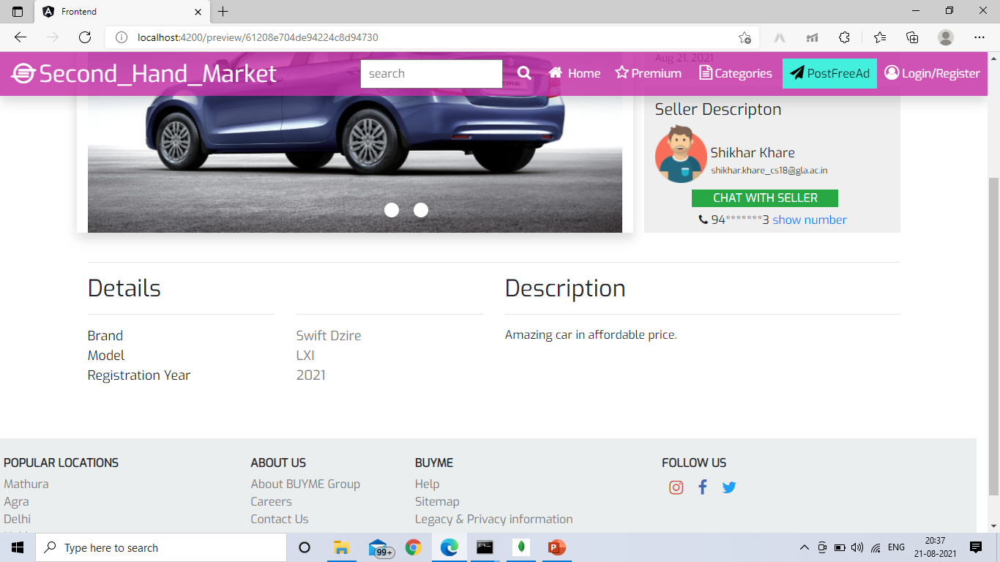 Frontend
localhost:4200/preview/61208e704de94224c8d94730
Second_Hand_Market
search
Home
Premium
Categories
PostFreeAd
Login/Register
Aug 21, 2021
Seller Descripton
Shikhar Khare
shikhar.khare_cs18@gla.ac.in
CHAT WITH SELLER
94*******3 show number
Details
Description
Brand Swift Dzire
Model LXI
Registration Year 2021
Amazing car in affordable price.
POPULAR LOCATIONS
Mathura
Agra
Delhi
ABOUT US
About BUYME Group
Careers
Contact Us
BUYME
Help
Sitemap
Legacy & Privacy information
FOLLOW US
Type here to search
99+
ENG
20:37
21-08-2021